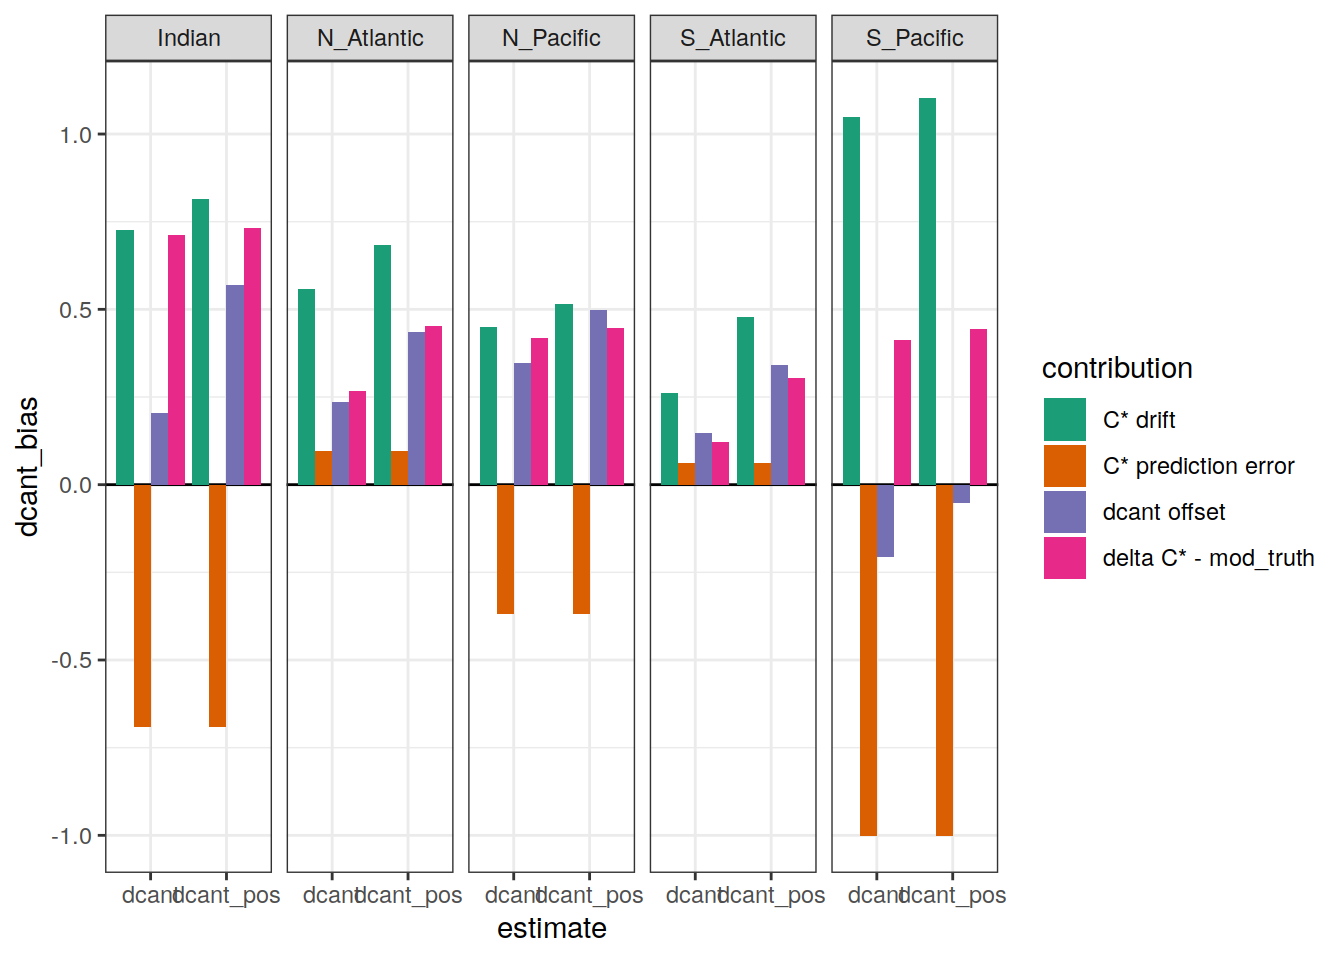 Indian N_Atlantic N_Pacific S_Atlantic S_Pacific
1.0
0.5
0.0
-0.5
-1.0
dcant_bias
dcant dcant_pos dcant dcant_pos dcant dcant_pos dcant dcant_pos dcant dcant_pos
estimate
contribution
C* drift
C* prediction error
dcant offset
delta C* - mod_truth